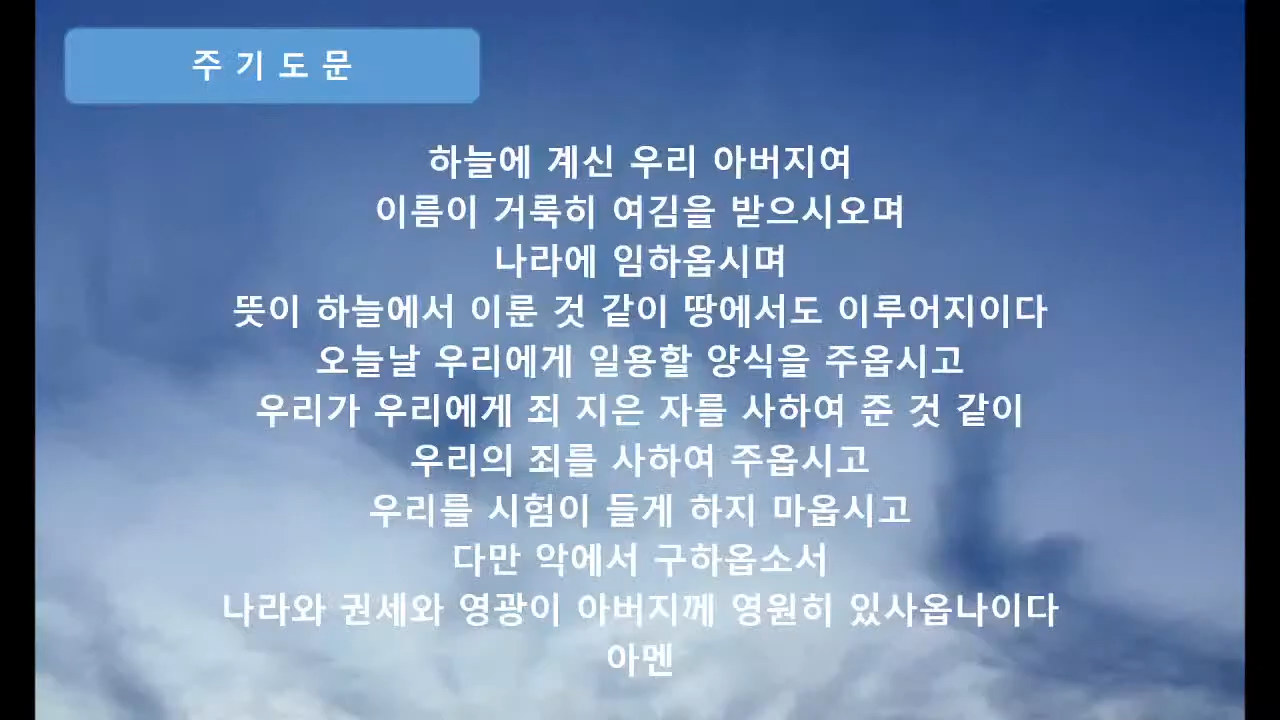 주 기 도 문
하늘에 계신 우리 아버지여
이름이 거룩히 여김을 받으시오며
나라에 임하옵시며
뜻이 하늘에서 이룬 것 같이 땅에서도 이루어지이다
오늘날 우리에게 일용할 양식을 주옵시고
우리가 우리에게 죄 지은 자를 사하여 준 것 같이
우리의 죄를 사하여 주옵시고
우리를 시험이 들게 하지 마옵시고
다만 악에서 구하옵소서
나라와 권세와 영광이 아버지께 영원히 있사옵나이다
아멘